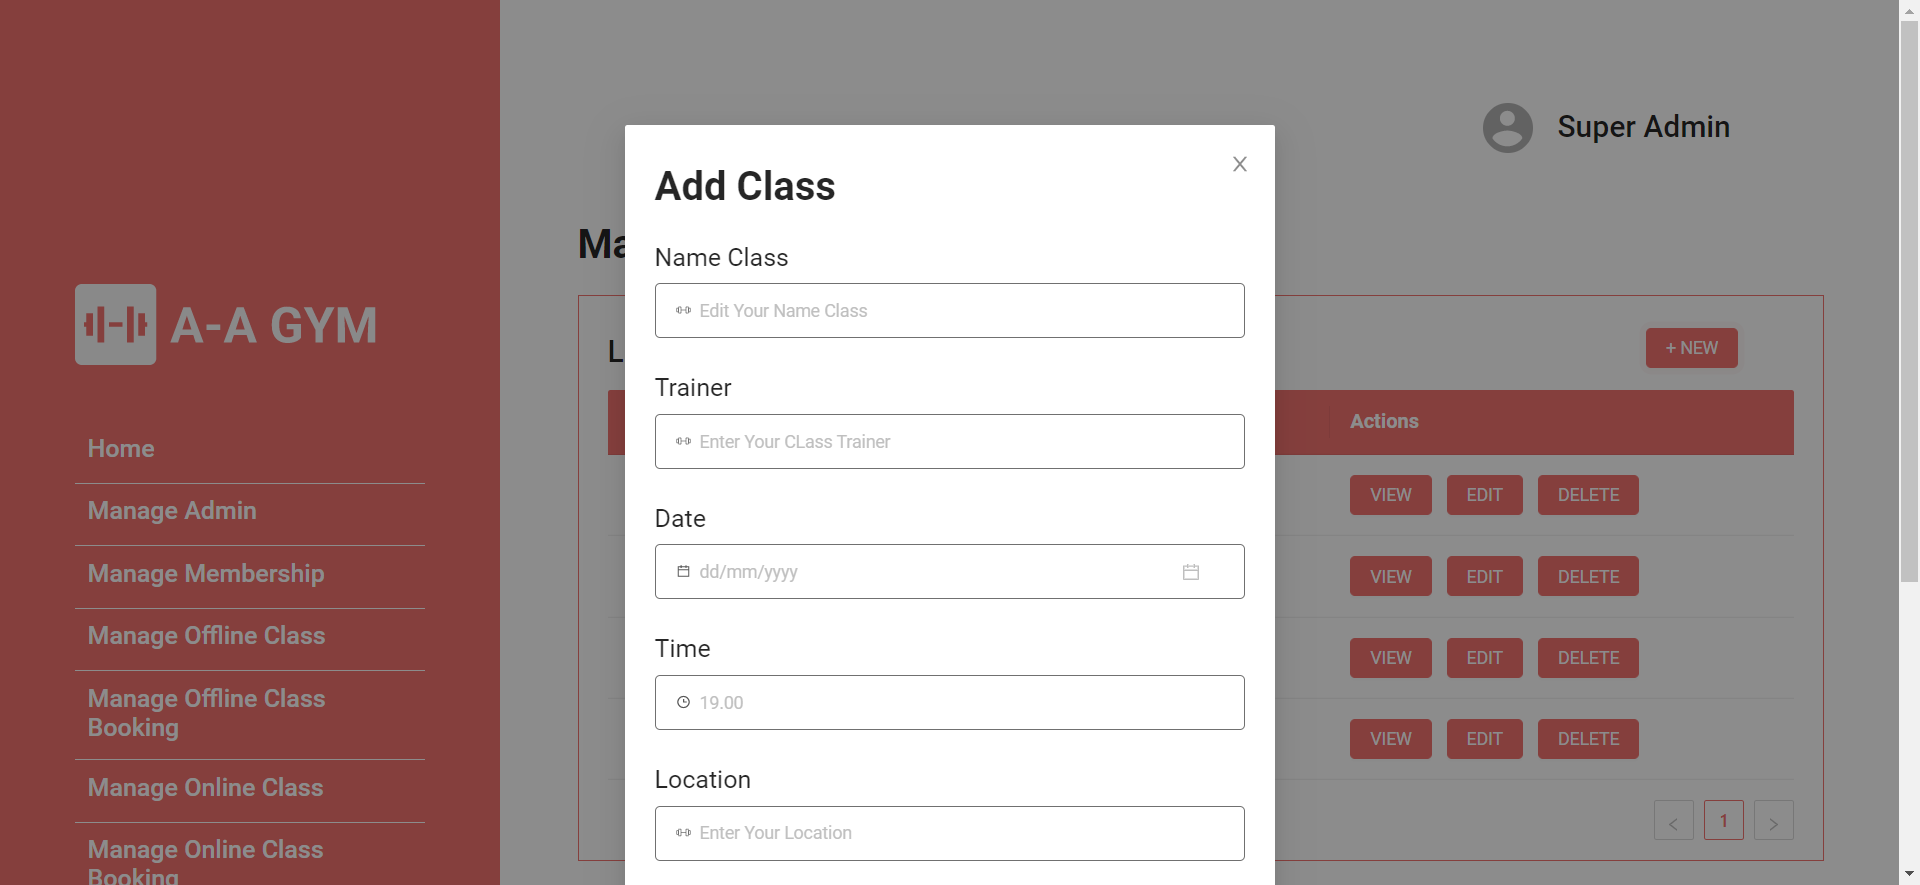 A-A GYM
Home
Manage Admin
Manage Membership
Manage Offline Class
Manage Offline Class
Booking
Manage Online Class
Manage Online Class
Booking
Super Admin
Ma
L
+ NEW
Actions
VIEW EDIT DELETE
VIEW EDIT DELETE
VIEW EDIT DELETE
VIEW EDIT DELETE
< 1 >
Add Class
X
Name Class
Edit Your Name Class
Trainer
Enter Your CLass Trainer
Date
dd/mm/yyyy
Time
19.00
Location
Enter Your Location